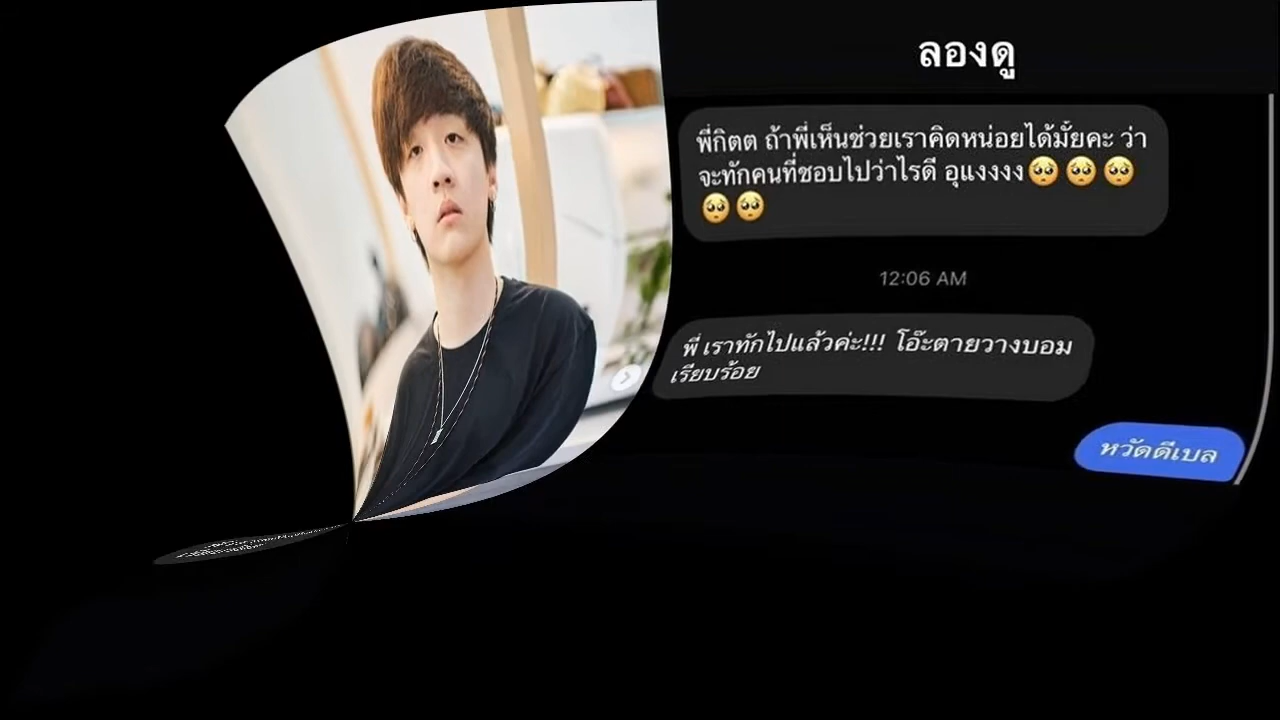 ลองดู
พี่กิตต ถ้าพี่เห็นช่วยเราคิดหน่อยได้มั้ยคะ ว่า
จะทักคนที่ชอบไปว่าไรดี อุแงงงง🥺🥺🥺
🥺🥺
12:06 AM
พี่ เราทักไปแล้วค่ะ!!! โอ๊ะตายวางบอม
เรียบร้อย
หวัดดีเบล